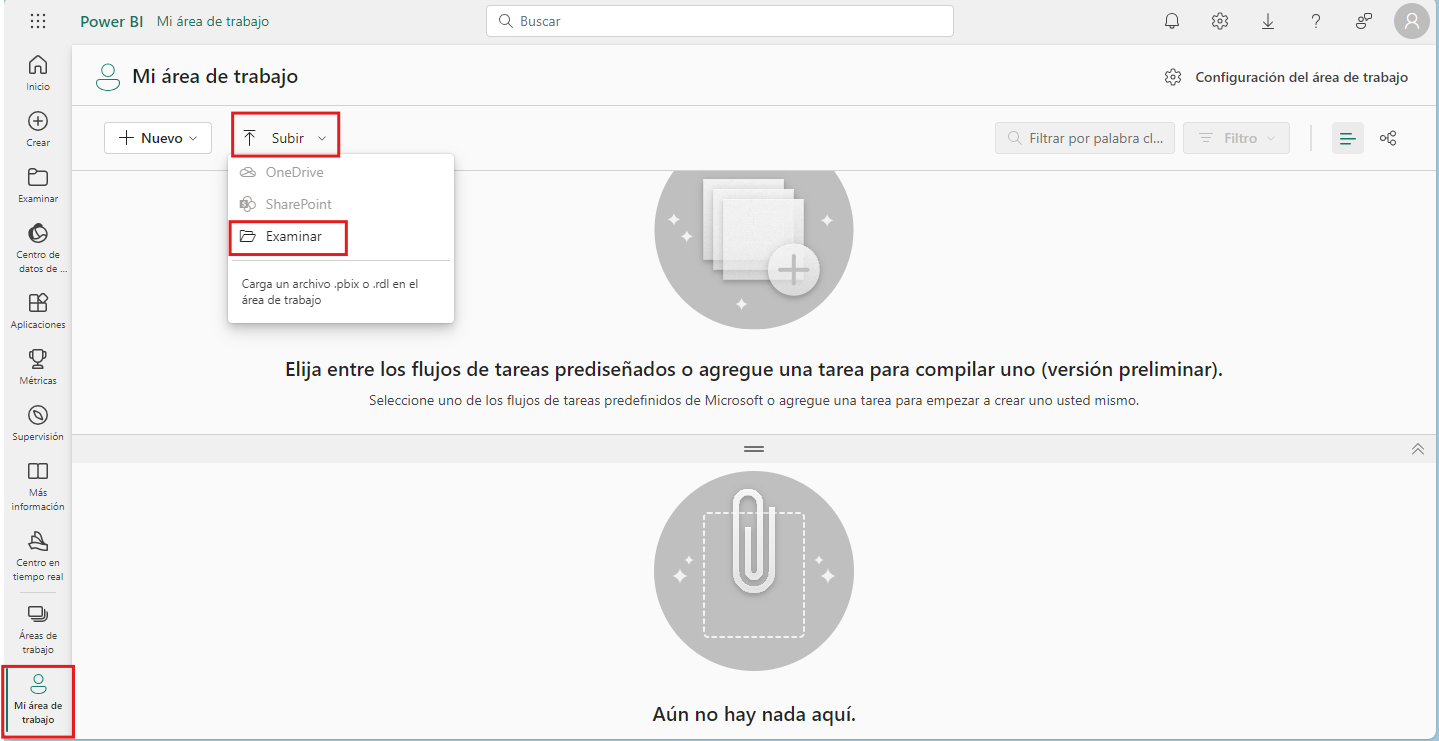 Power BI Mi área de trabajo
Buscar
Inicio
Crear
Examinar
Centro de
datos de ...
Aplicaciones
Métricas
Supervisión
Más
información
Centro en
tiempo real
Áreas de
trabajo
Mi área de
trabajo
Mi área de trabajo
Configuración del área de trabajo
Nuevo
Subir
Filtrar por palabra cl...
Filtro
OneDrive
SharePoint
Examinar
Carga un archivo .pbix o .rdl en el
área de trabajo
Elija entre los flujos de tareas prediseñados o agregue una tarea para compilar uno (versión preliminar).
Seleccione uno de los flujos de tareas predefinidos de Microsoft o agregue una tarea para empezar a crear uno usted mismo.
Aún no hay nada aquí.